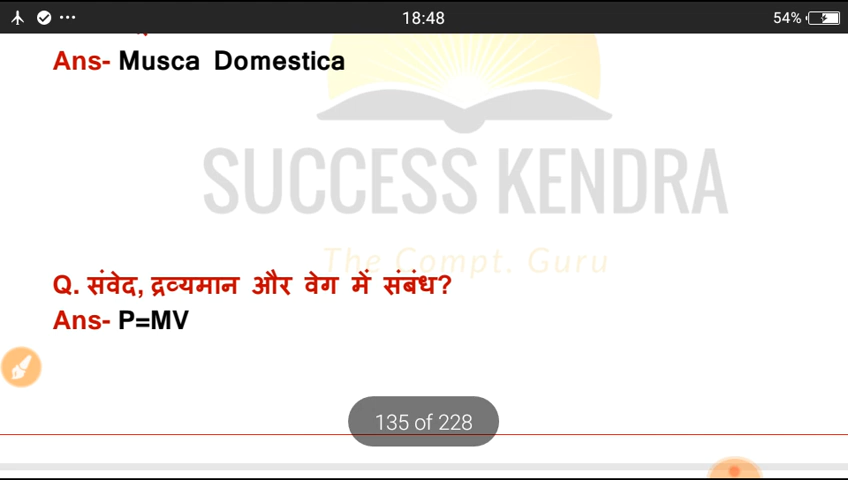 18:48
54%
Ans- Musca Domestica
SUCCESS KENDRA
The Compt. Guru
Q. संवेद, द्रव्यमान और वेग में संबंध?
Ans- P=MV
135 of 228